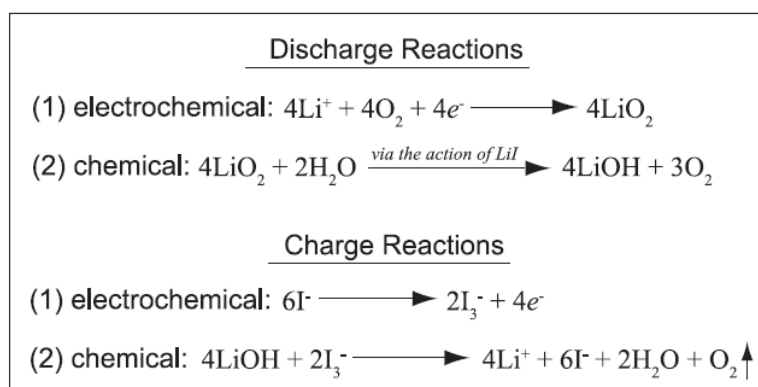 Discharge Reactions
(1) electrochemical: 4Li⁺ + 4O₂ + 4e⁻ ⟶ 4LiO₂
(2) chemical: 4LiO₂ + 2H₂O via the action of LiI ⟶ 4LiOH + 3O₂
Charge Reactions
(1) electrochemical: 6I⁻ ⟶ 2I₃⁻ + 4e⁻
(2) chemical: 4LiOH + 2I₃⁻ ⟶ 4Li⁺ + 6I⁻ + 2H₂O + O₂↑